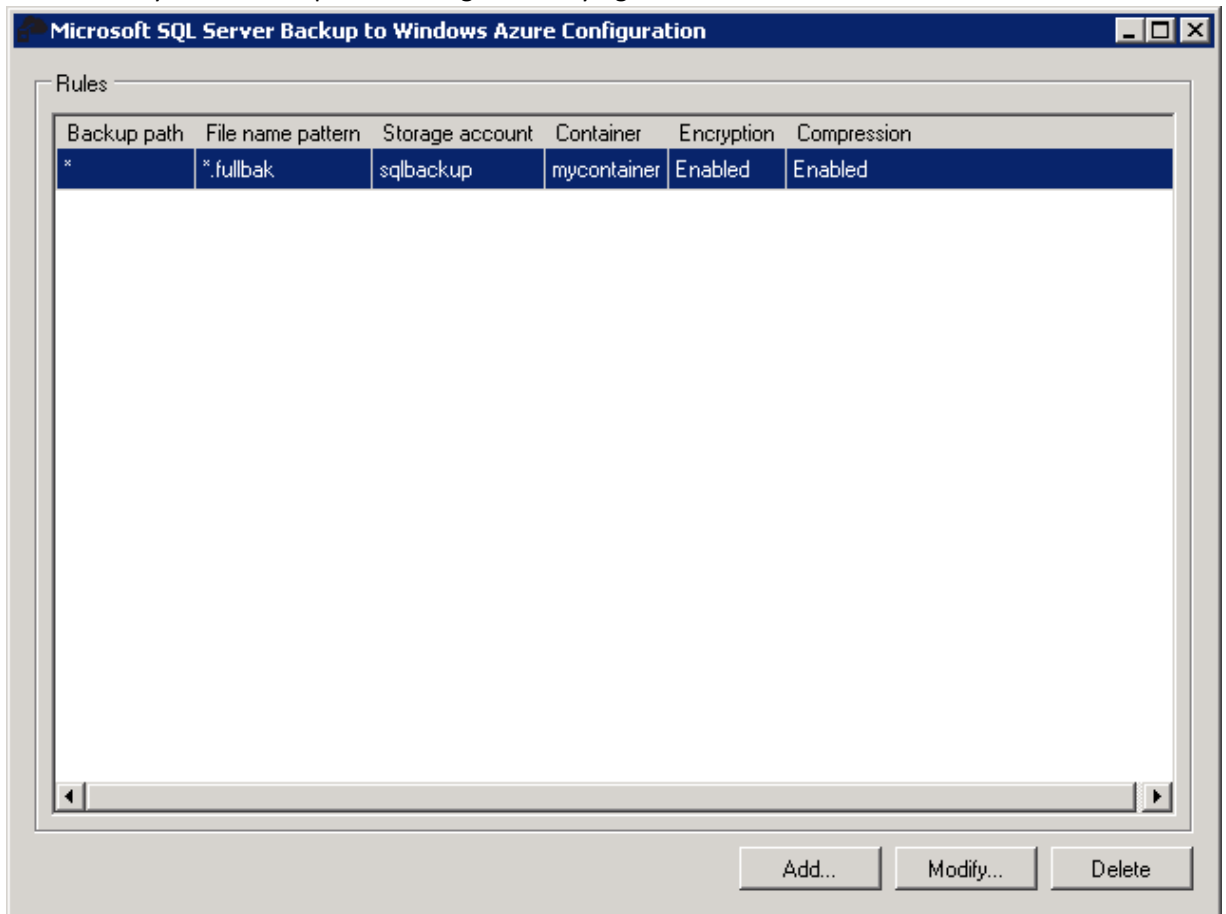 Microsoft SQL Server Backup to Windows Azure Configuration
Rules
Backup path File name pattern Storage account Container Encryption Compression
* *.fullbak sqlbackup mycontainer Enabled Enabled
Add... Modify... Delete